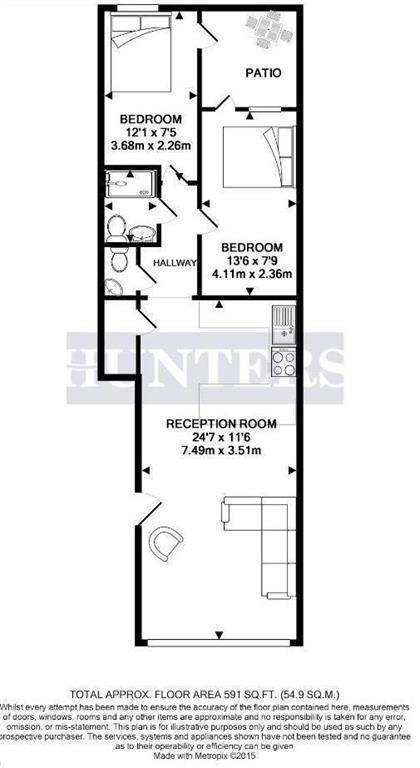 PATIO
BEDROOM
12'1 x 7'5
3.68m x 2.26m
BEDROOM
13'6 x 7'9
4.11m x 2.36m
HALLWAY
HUNTERS
RECEPTION ROOM
24'7 x 11'6
7.49m x 3.51m
TOTAL APPROX. FLOOR AREA 591 SQ.FT. (54.9 SQ.M.)
Whilst every attempt has been made to ensure the accuracy of the floor plan contained here, measurements
of doors, windows, rooms and any other items are approximate and no responsibility is taken for any error,
omission, or mis-statement. This plan is for illustrative purposes only and should be used as such by any
prospective purchaser. The services, systems and appliances shown have not been tested and no guarantee
as to their operability or efficiency can be given
Made with Metropix ©2015